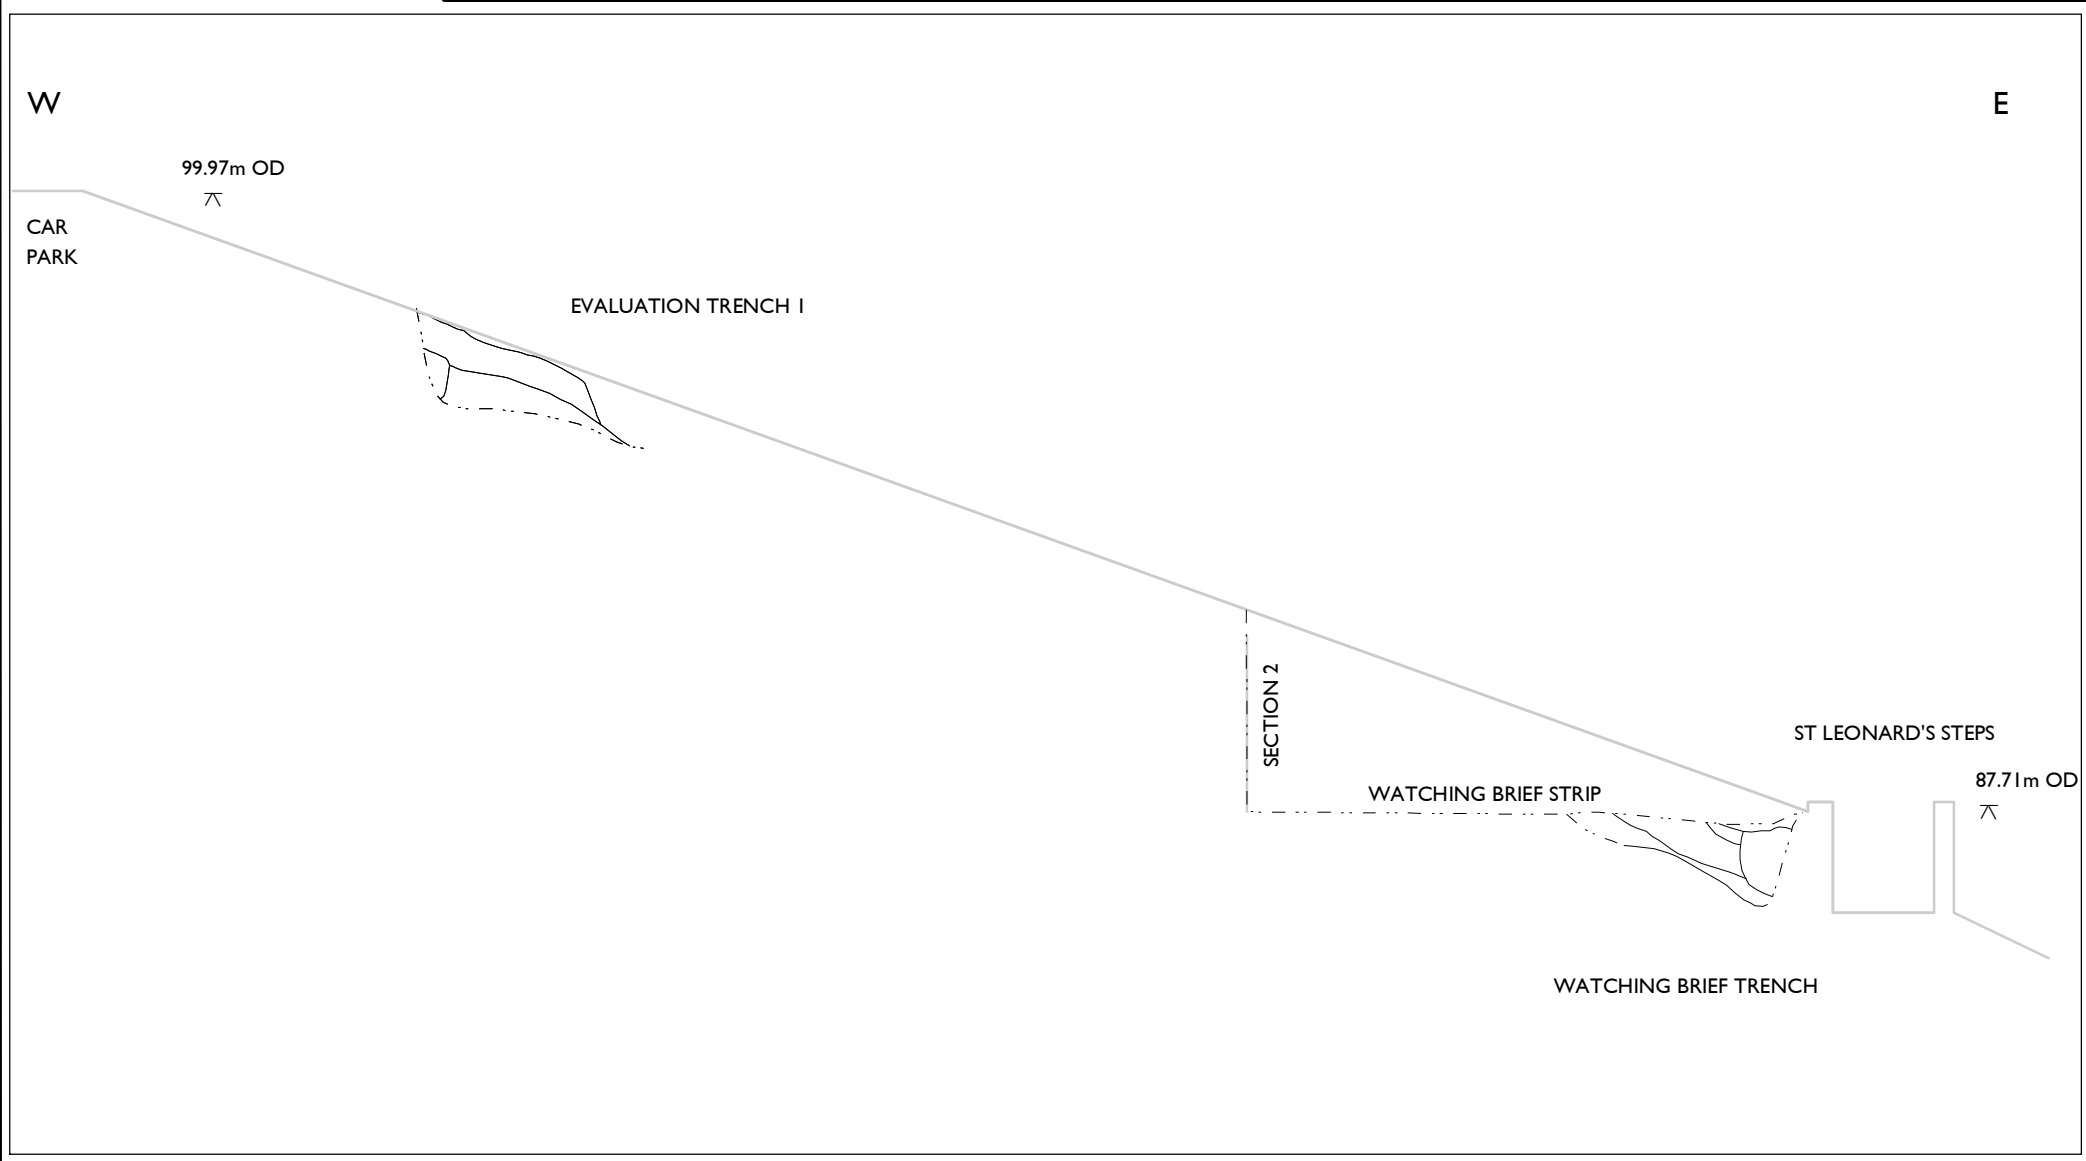 W
E
99.97m OD
CAR
PARK
EVALUATION TRENCH 1
SECTION 2
ST LEONARD'S STEPS
87.71m OD
WATCHING BRIEF STRIP
WATCHING BRIEF TRENCH